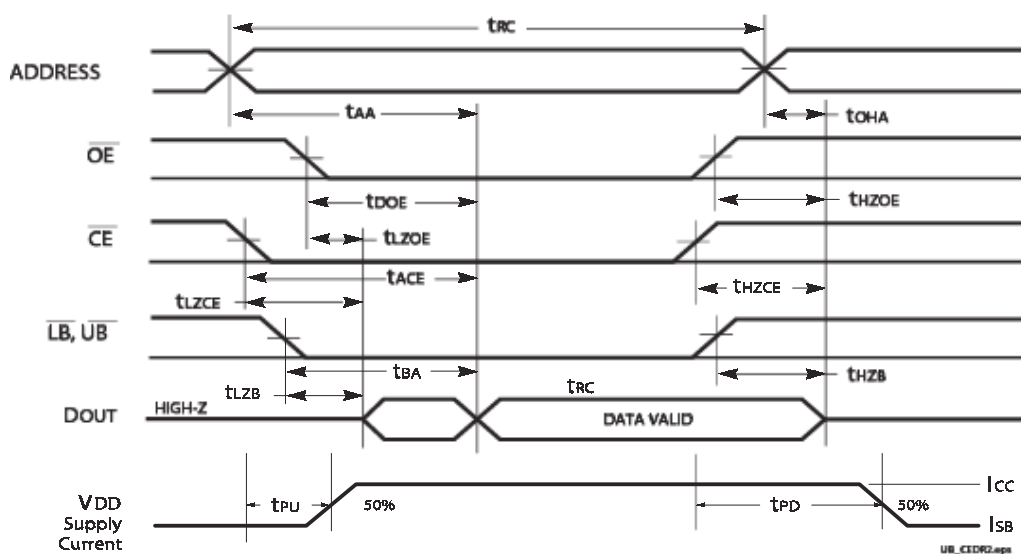 tRC
ADDRESS
tAA
tOHA
OE
tDOE
tHZOE
tLZOE
CE
tACE
tHZCE
tLZCE
LB, UB
tBA
tHZB
tLZB
tRC
DOUT
HIGH-Z
DATA VALID
ICC
tPU
50%
tPD
50%
VDD
Supply
Current
ISB
UB_CEDR2.eps